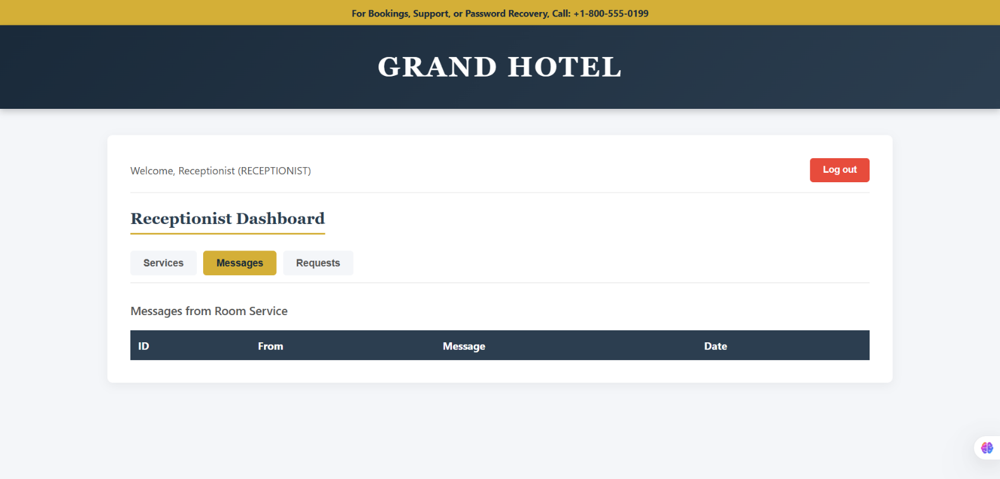 For Bookings, Support, or Password Recovery, Call: +1-800-555-0199
GRAND HOTEL
Welcome, Receptionist (RECEPTIONIST)
Log out
Receptionist Dashboard
Services Messages Requests
Messages from Room Service
ID From Message Date